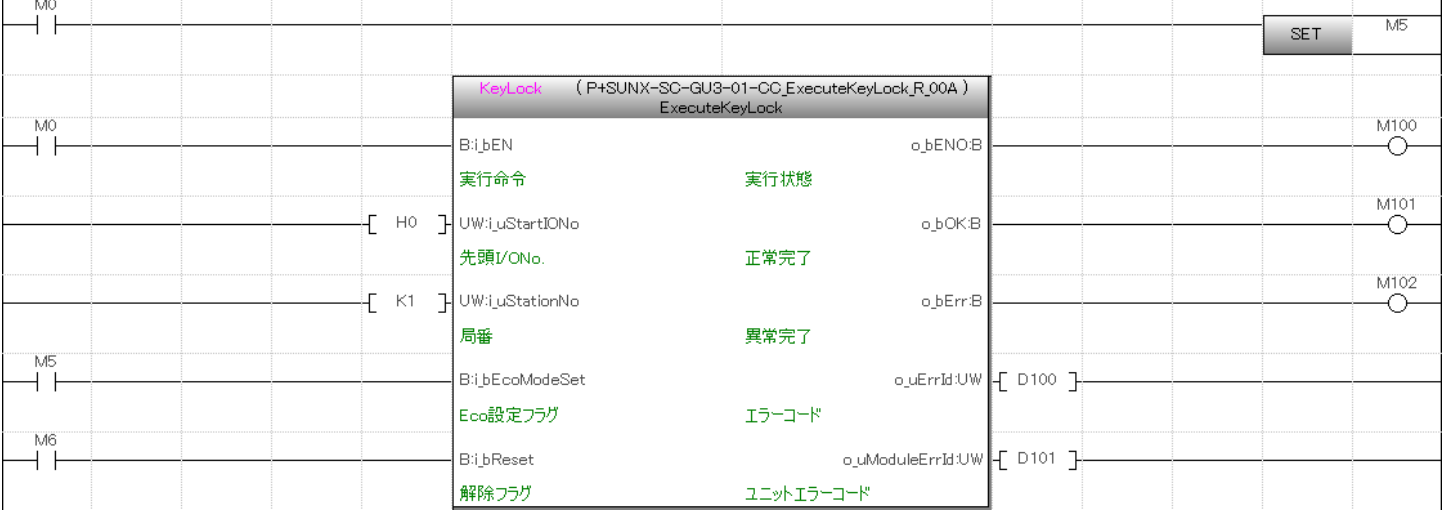 M0
SET M5
KeyLock (P+SUNX-SC-GU3-01-CC_ExecuteKeyLock_R_00A)
ExecuteKeyLock
M0 M100
B:i_bEN o_bENO:B
実行命令 実行状態
M101
H0 UW:i_uStartIONo o_bOK:B
先頭I/ONo. 正常完了
M102
K1 UW:i_uStationNo o_bErr:B
局番 異常完了
M5
B:i_bEcoModeSet o_uErrId:UW D100
Eco設定フラグ エラーコード
M6
B:i_bReset o_uModuleErrId:UW D101
解除フラグ ユニットエラーコード